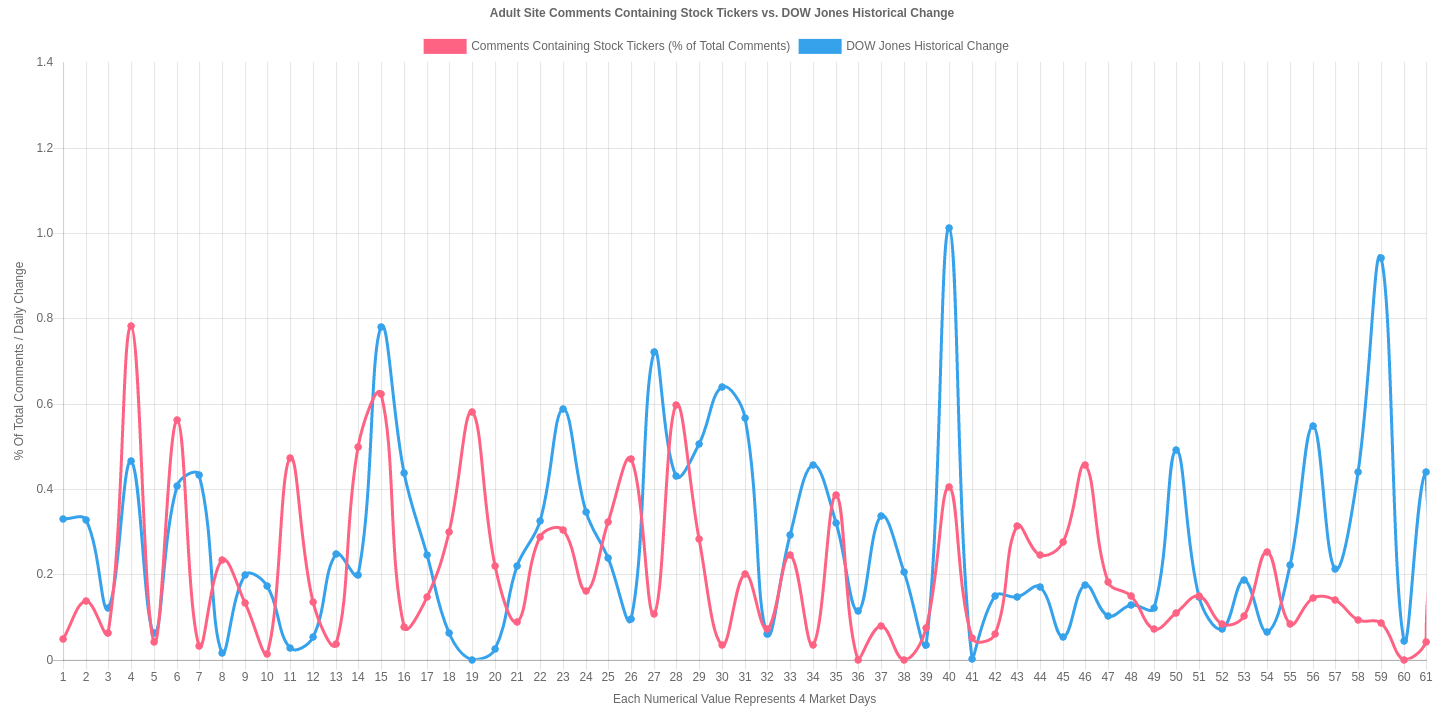 Adult Site Comments Containing Stock Tickers vs. DOW Jones Historical Change
Comments Containing Stock Tickers (% of Total Comments) DOW Jones Historical Change
1.4
1.2
1.0
0.8
0.6
0.4
0.2
0
% Of Total Comments / Daily Change
1 2 3 4 5 6 7 8 9 10 11 12 13 14 15 16 17 18 19 20 21 22 23 24 25 26 27 28 29 30 31 32 33 34 35 36 37 38 39 40 41 42 43 44 45 46 47 48 49 50 51 52 53 54 55 56 57 58 59 60 61
Each Numerical Value Represents 4 Market Days